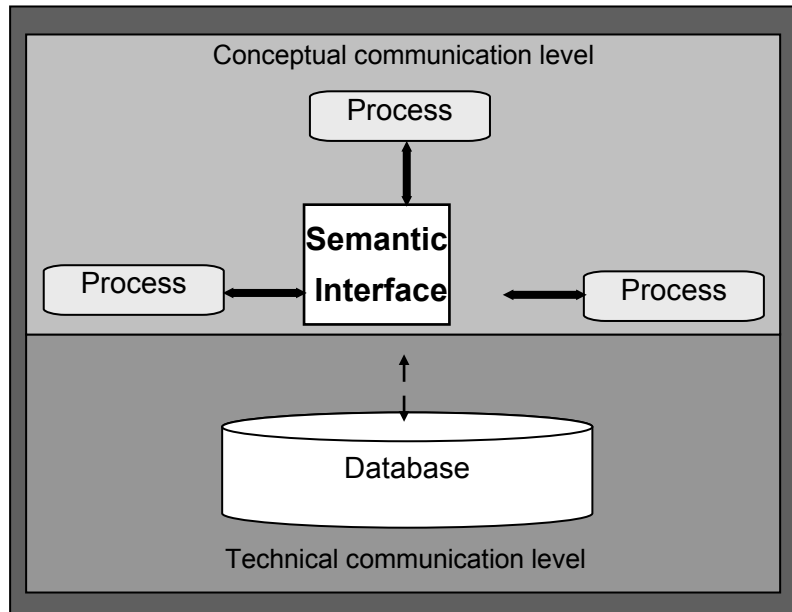 Conceptual communication level
Process
Semantic
Interface
Process
Process
Database
Technical communication level